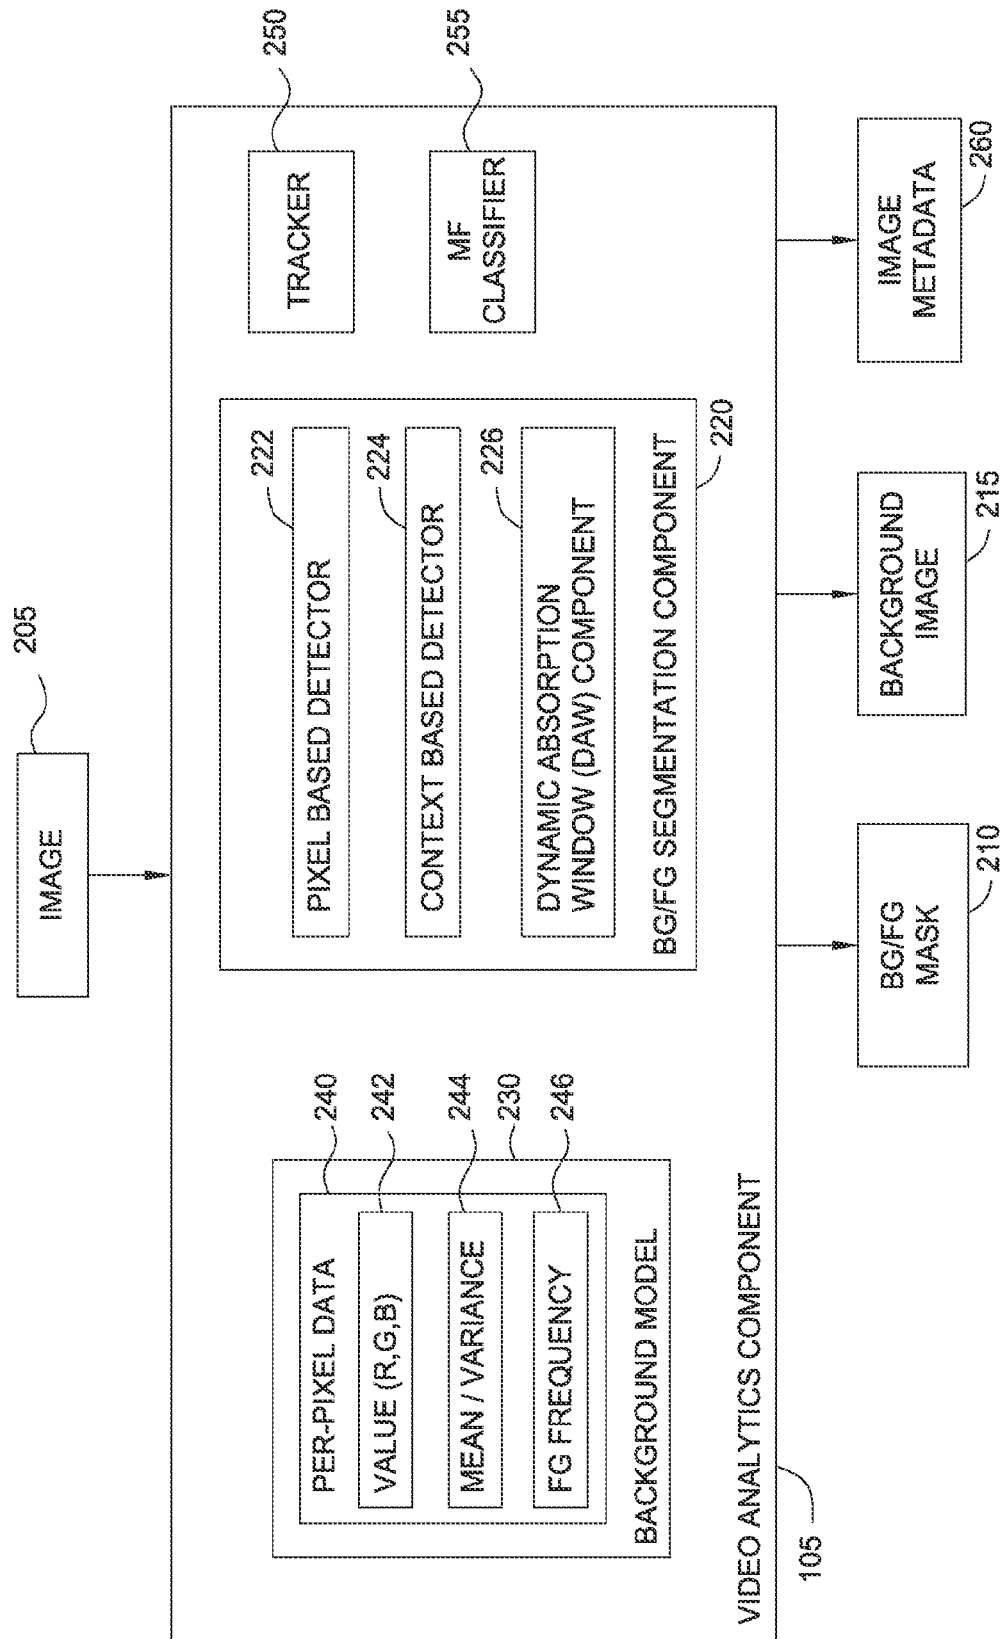 205
IMAGE
240
242
244
246
230
PER-PIXEL DATA
VALUE (R,G,B)
MEAN / VARIANCE
FG FREQUENCY
BACKGROUND MODEL
222
PIXEL BASED DETECTOR
224
CONTEXT BASED DETECTOR
226
DYNAMIC ABSORPTION
WINDOW (DAW) COMPONENT
BG/FG SEGMENTATION COMPONENT
220
250
TRACKER
255
MF
CLASSIFIER
VIDEO ANALYTICS COMPONENT
105
BG/FG
MASK
210
BACKGROUND
IMAGE
215
IMAGE
METADATA
260